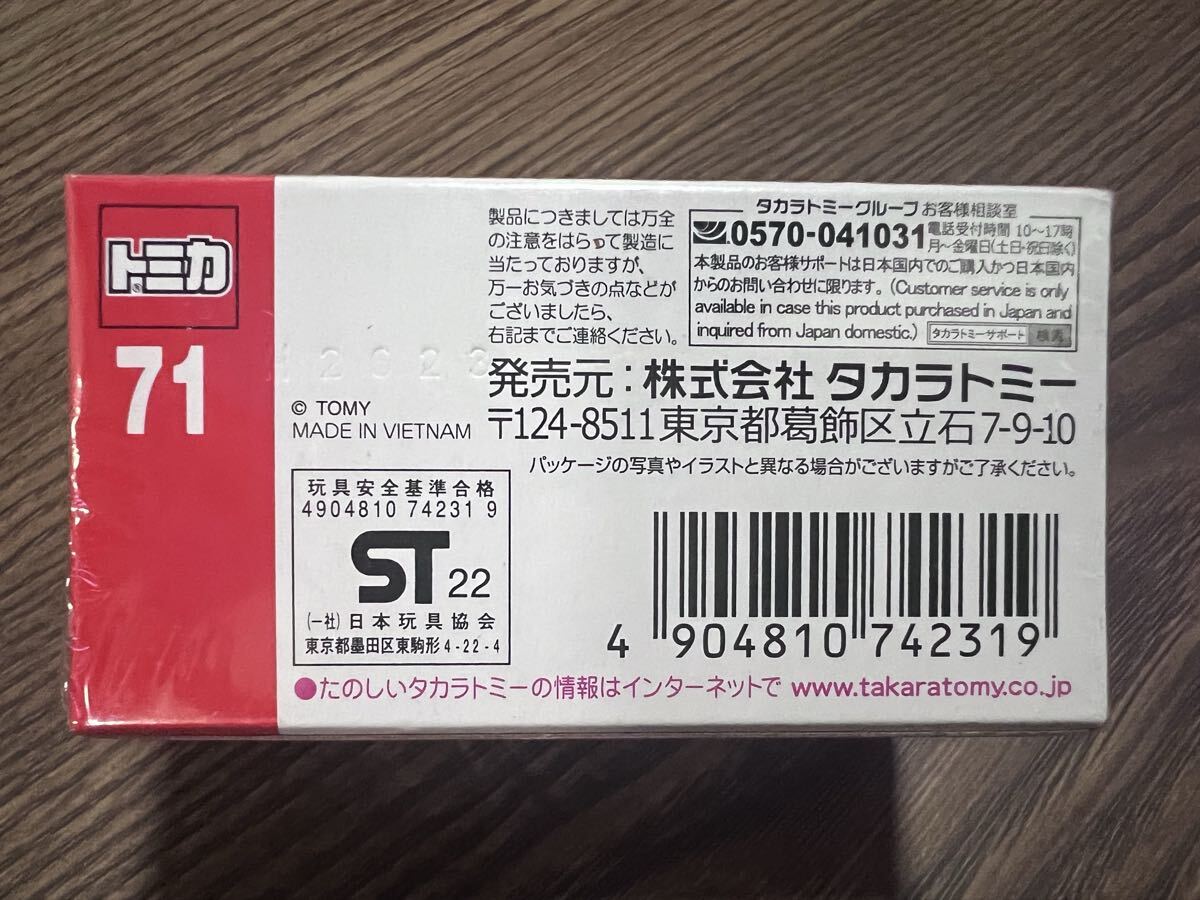 トミカ
71
製品につきましては万全
の注意をはらって製造に
当たっておりますが、
万一お気づきの点などが
ございましたら、
右記までご連絡ください。
タカラトミーグループ お客様相談室
0570-041031 電話受付時間 10〜17時
月〜金曜日(土日・祝日除く)
本製品のお客様サポートは日本国内でのご購入かつ日本国内
からのお問い合わせに限ります。(Customer service is only
available in case this product purchased in Japan and
inquired from Japan domestic.) タカラトミーサポート 検索
発売元:株式会社 タカラトミー
〒124-8511 東京都葛飾区立石7-9-10
パッケージの写真やイラストと異なる場合がございますがご了承ください。
© TOMY
MADE IN VIETNAM
玩具安全基準合格
4904810 74231 9
ST 22
(一社)日本玩具協会
東京都墨田区東駒形4-22-4
4 904810 742319
●たのしいタカラトミーの情報はインターネットで www.takaratomy.co.jp